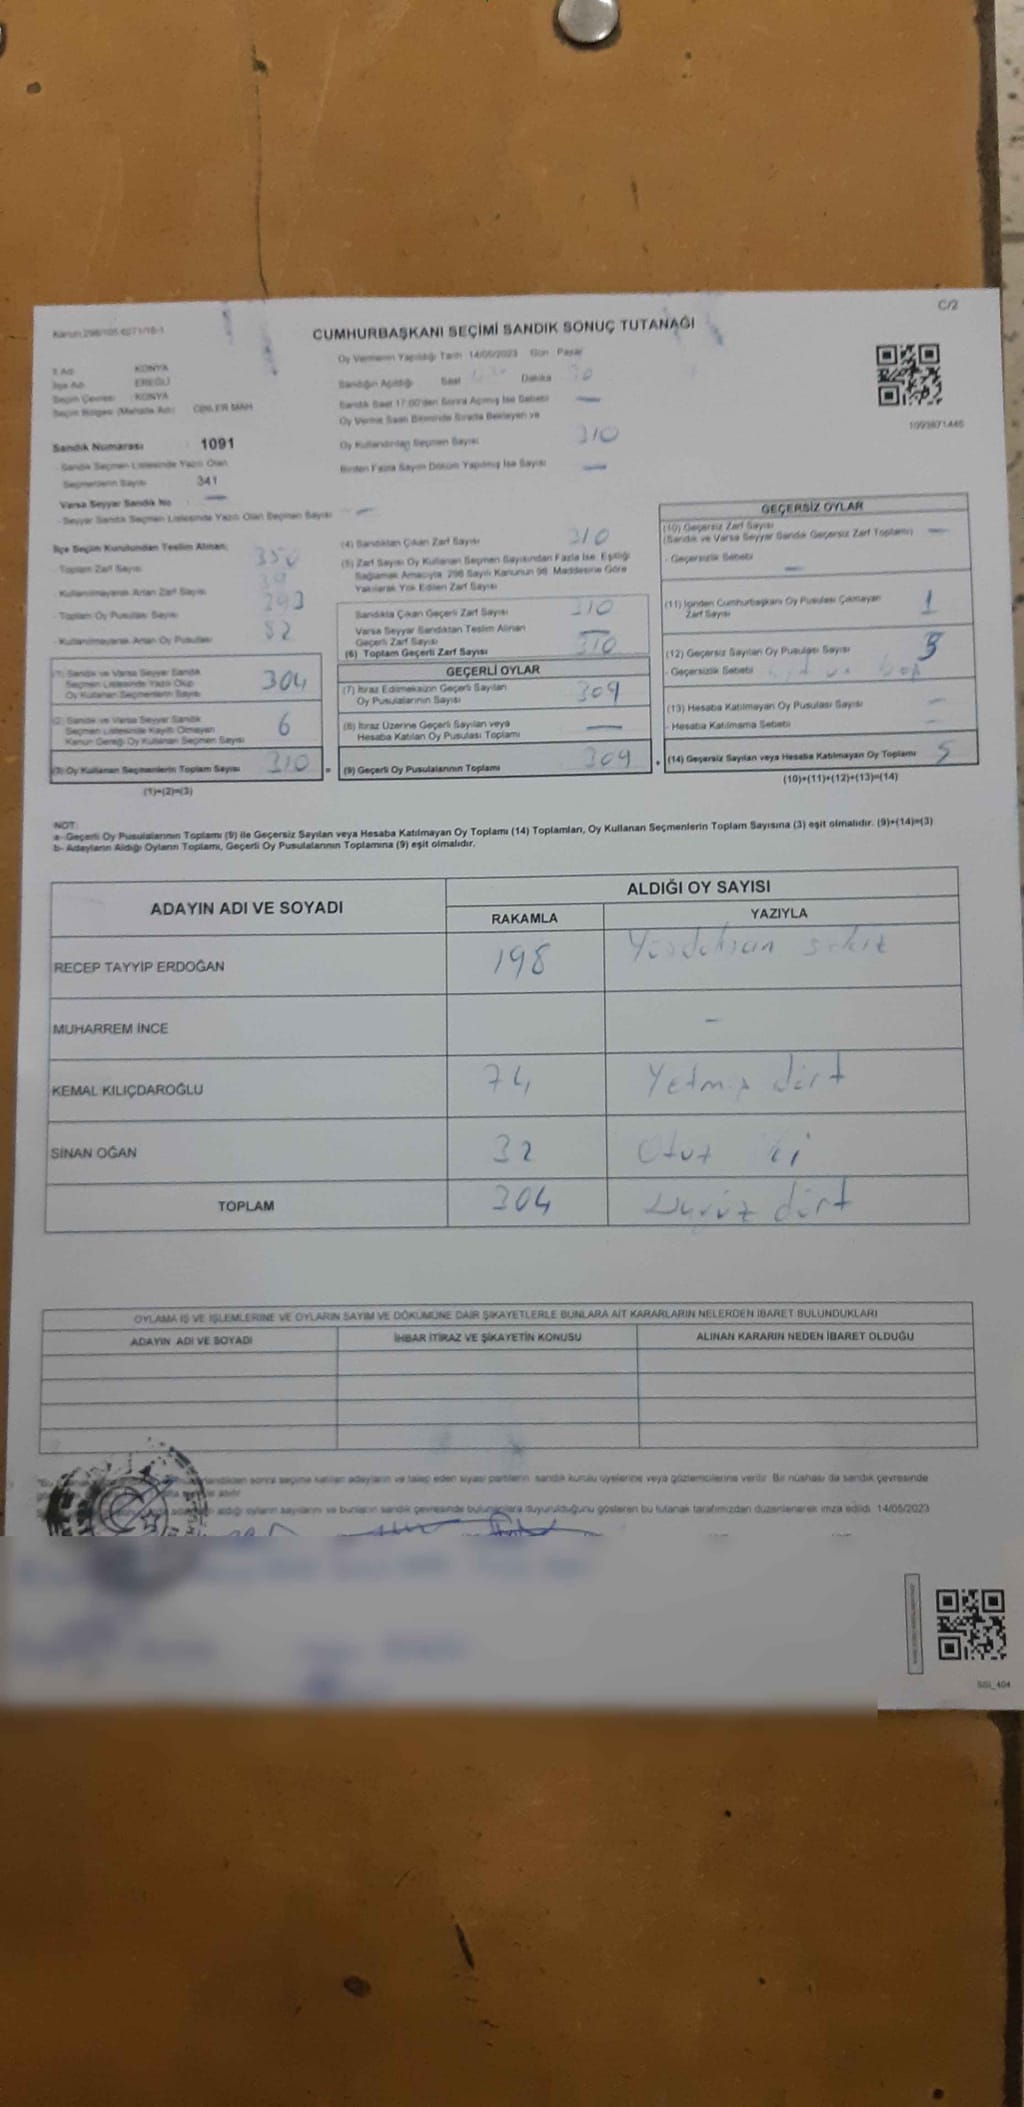 C/2
Kanun:298/105-6271/18-1
CUMHURBAŞKANI SEÇİMİ SANDIK SONUÇ TUTANAĞI
İl Adı : KONYA
İlçe Adı : EREĞLİ
Seçim Çevresi : KONYA
Seçim Bölgesi (Mahalle Adı) : CİNLER MAH
Sandık Numarası : 1091
- Sandık Seçmen Listesinde Yazılı Olan
Seçmenlerin Sayısı : 341
Varsa Seyyar Sandık No : —
- Seyyar Sandık Seçmen Listesinde Yazılı Olan Seçmen Sayısı : —
Oy Vermenin Yapıldığı Tarih 14/05/2023 Gün Pazar
Sandığın Açıldığı Saat Dakika
Sandık Saat 17:00'den Sonra Açılmış İse Sebebi —
Oy Verme Saati Bitiminde Sırada Bekleyen ve
Oy Kullandırılan Seçmen Sayısı 310
Birden Fazla Sayım Döküm Yapılmış İse Sayısı —
1093871446
İlçe Seçim Kurulundan Teslim Alınan;
- Toplam Zarf Sayısı 350
- Kullanılmayarak Artan Zarf Sayısı
- Toplam Oy Pusulası Sayısı
- Kullanılmayarak Artan Oy Pusulası 82
(1) Sandık ve Varsa Seyyar Sandık
Seçmen Listesinde Yazılı Olup
Oy Kullanan Seçmenlerin Sayısı 304
(2) Sandık ve Varsa Seyyar Sandık
Seçmen Listesinde Kayıtlı Olmayan
Kanun Gereği Oy Kullanan Seçmen Sayısı 6
(3) Oy Kullanan Seçmenlerin Toplam Sayısı 310
(1)+(2)=(3)
(4) Sandıktan Çıkan Zarf Sayısı 310
(5) Zarf Sayısı Oy Kullanan Seçmen Sayısından Fazla İse, Eşitliği
Sağlamak Amacıyla, 298 Sayılı Kanunun 98. Maddesine Göre
Yakılarak Yok Edilen Zarf Sayısı
Sandıkta Çıkan Geçerli Zarf Sayısı 310
Varsa Seyyar Sandıktan Teslim Alınan
Geçerli Zarf Sayısı —
(6) Toplam Geçerli Zarf Sayısı 310
GEÇERLİ OYLAR
(7) İtiraz Edilmeksizin Geçerli Sayılan
Oy Pusulalarının Sayısı 309
(8) İtiraz Üzerine Geçerli Sayılan veya
Hesaba Katılan Oy Pusulası Toplamı —
= (9) Geçerli Oy Pusulalarının Toplamı 309
GEÇERSİZ OYLAR
(10) Geçersiz Zarf Sayısı
(Sandık ve Varsa Seyyar Sandık Geçersiz Zarf Toplamı) —
- Geçersizlik Sebebi —
(11) İçinden Cumhurbaşkanı Oy Pusulası Çıkmayan
Zarf Sayısı 1
(12) Geçersiz Sayılan Oy Pusulası Sayısı
- Geçersizlik Sebebi
(13) Hesaba Katılmayan Oy Pusulası Sayısı —
- Hesaba Katılmama Sebebi —
+ (14) Geçersiz Sayılan veya Hesaba Katılmayan Oy Toplamı 5
(10)+(11)+(12)+(13)=(14)
NOT:
a- Geçerli Oy Pusulalarının Toplamı (9) ile Geçersiz Sayılan veya Hesaba Katılmayan Oy Toplamı (14) Toplamları, Oy Kullanan Seçmenlerin Toplam Sayısına (3) eşit olmalıdır. (9)+(14)=(3)
b- Adayların Aldığı Oyların Toplamı, Geçerli Oy Pusulalarının Toplamına (9) eşit olmalıdır.
ADAYIN ADI VE SOYADI ALDIĞI OY SAYISI
RAKAMLA YAZIYLA
RECEP TAYYİP ERDOĞAN 198 Yüzdoksan sekiz
MUHARREM İNCE —
KEMAL KILIÇDAROĞLU 74 Yetmiş dört
SİNAN OĞAN 32 Otuz iki
TOPLAM 304 Üçyüz dört
OYLAMA İŞ VE İŞLEMLERİNE VE OYLARIN SAYIM VE DÖKÜMÜNE DAİR ŞİKAYETLERLE BUNLARA AİT KARARLARIN NELERDEN İBARET BULUNDUKLARI
ADAYIN ADI VE SOYADI İHBAR İTİRAZ VE ŞİKAYETİN KONUSU ALINAN KARARIN NEDEN İBARET OLDUĞU
sonra seçime katılan adayların ve talep eden siyasi partilerin sandık kurulu üyelerine veya gözlemcilerine verilir. Bir nüshası da sandık çevresinde
aldığı oyların sayılarını ve bunların sandık çevresinde bulunanlara duyurulduğunu gösteren bu tutanak tarafımızdan düzenlenerek imza edildi. 14/05/2023
SSL_404